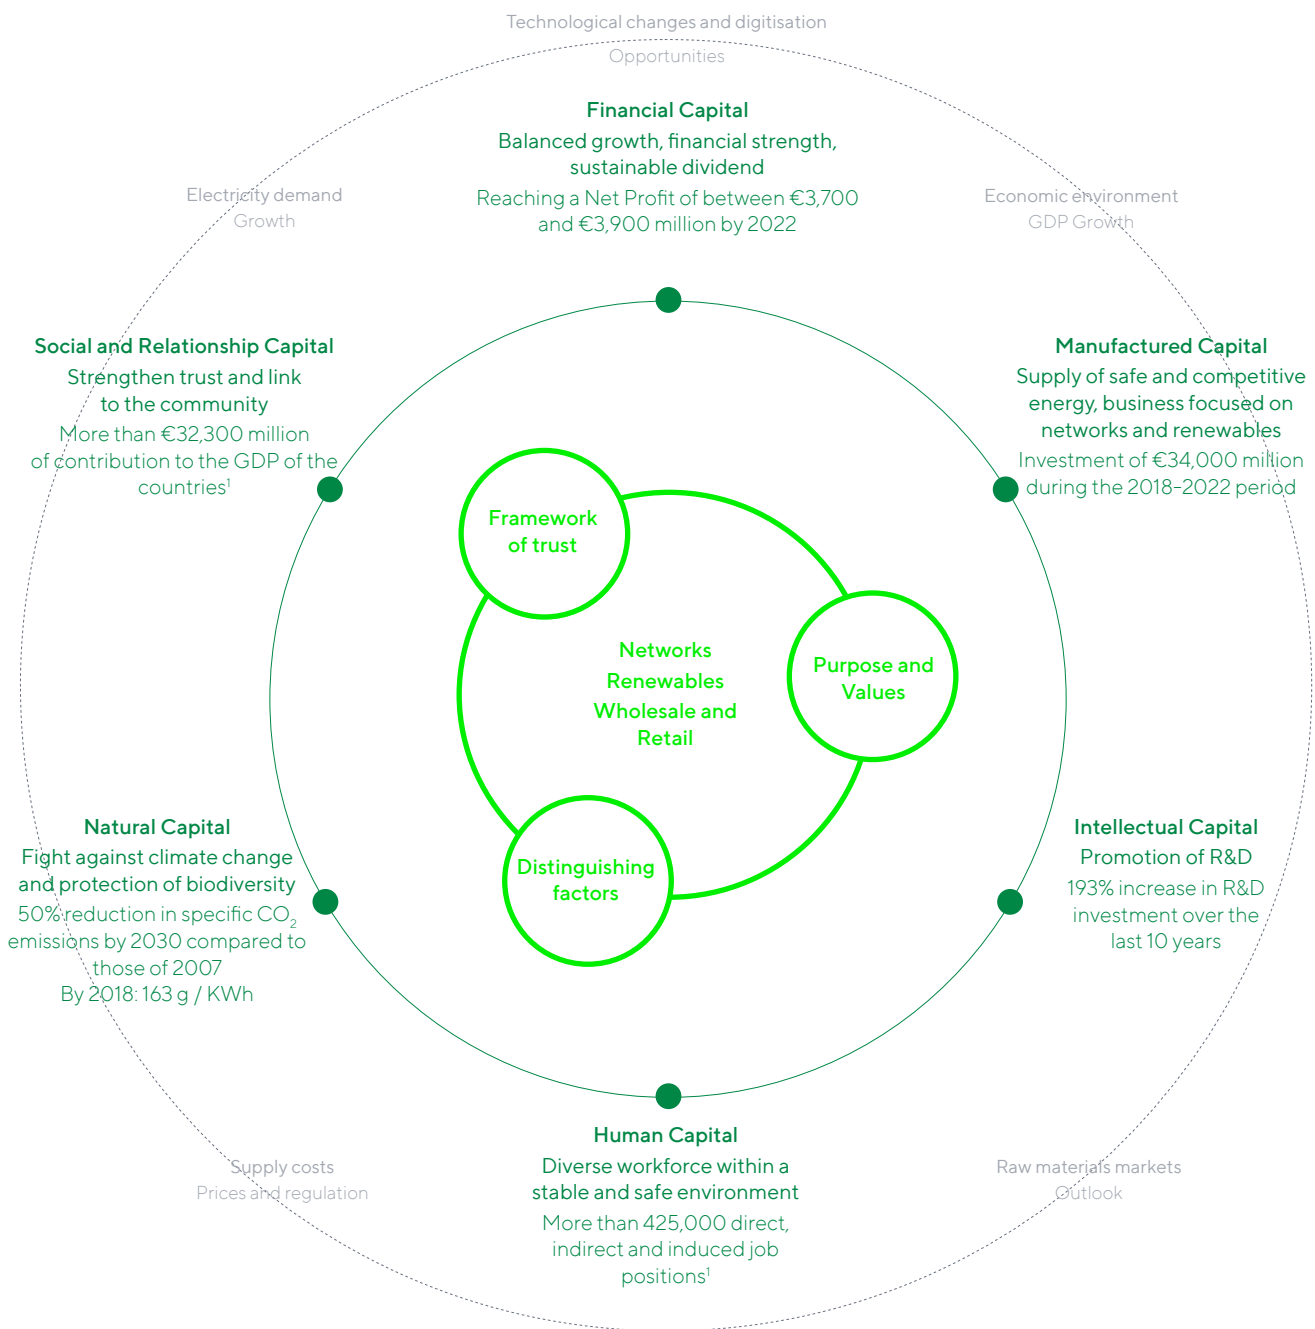 Technological changes and digitisation
Opportunities
Financial Capital
Balanced growth, financial strength,
sustainable dividend
Reaching a Net Profit of between €3,700
and €3,900 million by 2022
Electricity demand
Growth
Economic environment
GDP Growth
Social and Relationship Capital
Strengthen trust and link
to the community
More than €32,300 million
of contribution to the GDP of the
countries¹
Manufactured Capital
Supply of safe and competitive
energy, business focused on
networks and renewables
Investment of €34,000 million
during the 2018-2022 period
Framework
of trust
Networks
Renewables
Wholesale and
Retail
Purpose and
Values
Distinguishing
factors
Natural Capital
Fight against climate change
and protection of biodiversity
50% reduction in specific CO₂
emissions by 2030 compared to
those of 2007
By 2018: 163 g / KWh
Intellectual Capital
Promotion of R&D
193% increase in R&D
investment over the
last 10 years
Human Capital
Diverse workforce within a
stable and safe environment
More than 425,000 direct,
indirect and induced job
positions¹
Supply costs
Prices and regulation
Raw materials markets
Outlook